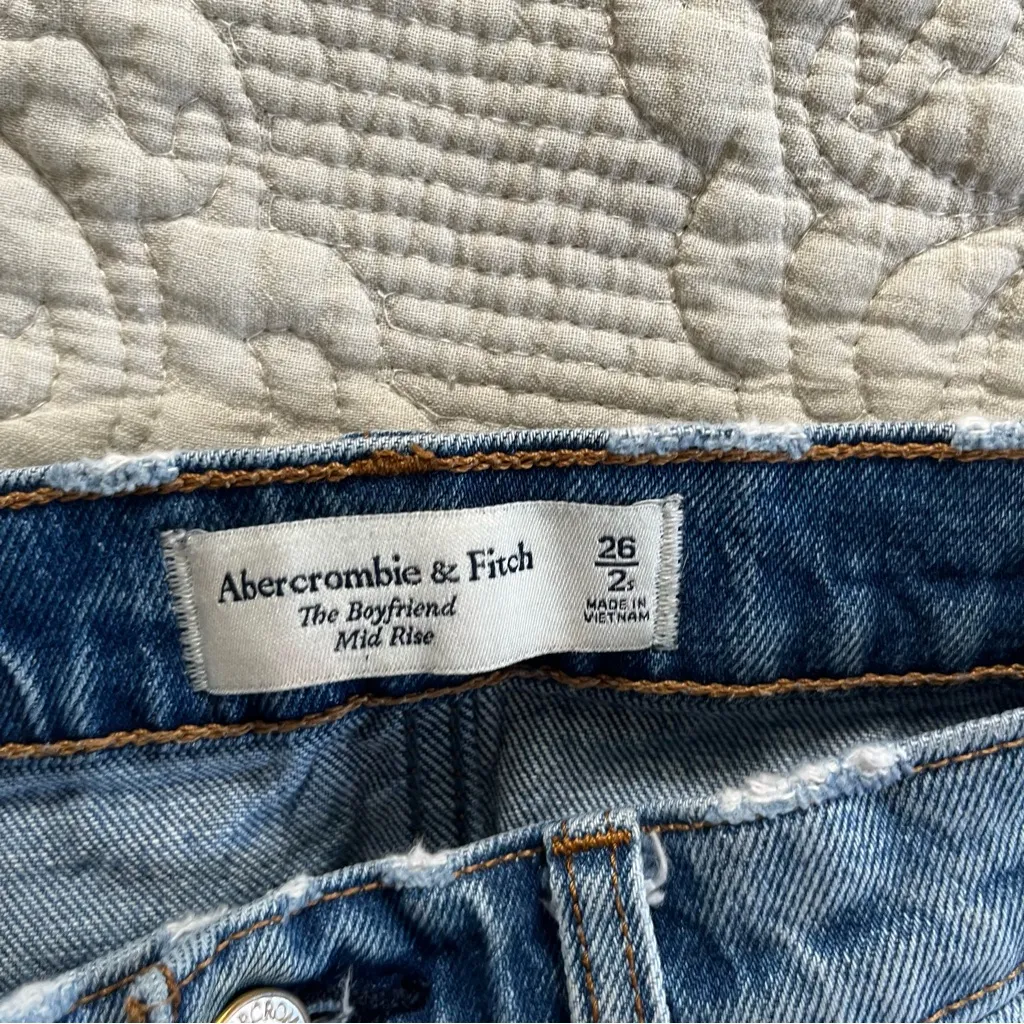 Abercrombie & Fitch
The Boyfriend
Mid Rise
26
2s
MADE IN
VIETNAM